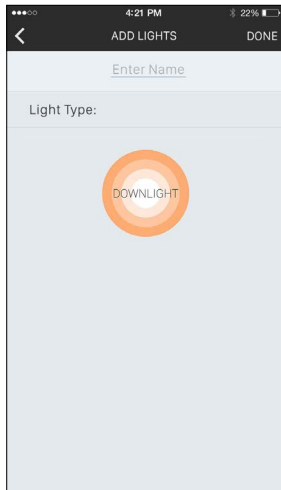 4:21 PM
22%
ADD LIGHTS
DONE
Enter Name
Light Type:
DOWNLIGHT